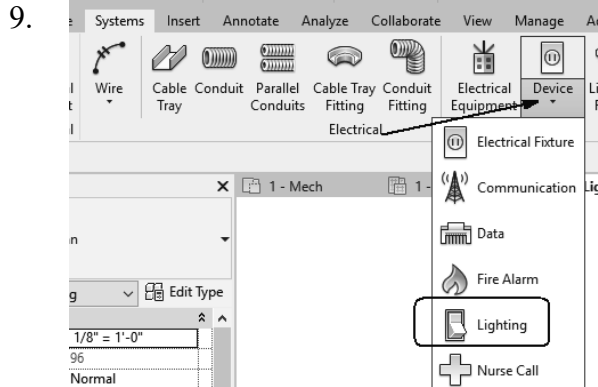 9.
Systems Insert Annotate Analyze Collaborate View Manage
Wire Cable Tray Conduit Parallel Conduits Cable Tray Fitting Conduit Fitting Electrical Equipment Device
Electrical
Electrical Fixture
1 - Mech 1 -
Communication
Data
Edit Type
Fire Alarm
Lighting
1/8" = 1'-0"
96
Normal
Nurse Call